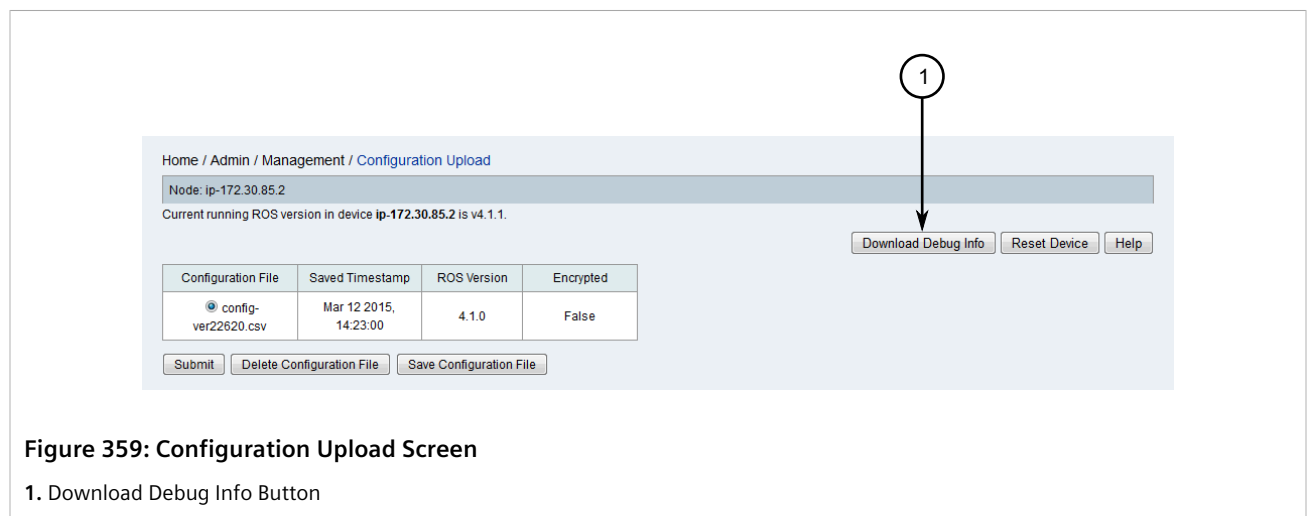 1
Home / Admin / Management / Configuration Upload
Node: ip-172.30.85.2
Current running ROS version in device ip-172.30.85.2 is v4.1.1.
Download Debug Info Reset Device Help
Configuration File Saved Timestamp ROS Version Encrypted
config-ver22620.csv Mar 12 2015, 14:23:00 4.1.0 False
Submit Delete Configuration File Save Configuration File
Figure 359: Configuration Upload Screen
1. Download Debug Info Button